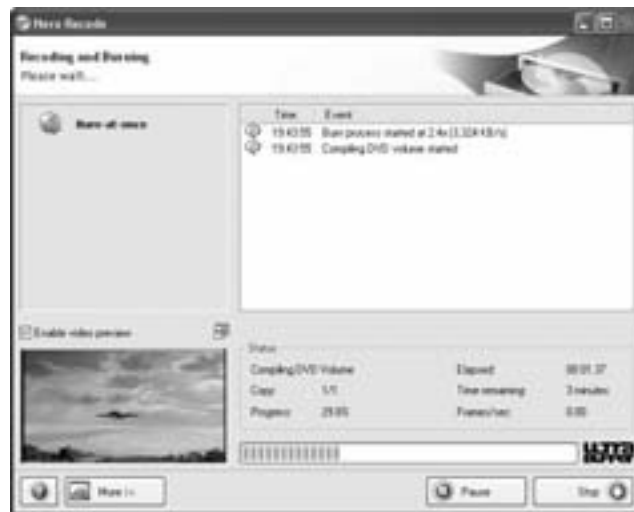 Nero Recode
Recoding and Burning
Please wait...
Burn-at-once
Time Event
19:43:55 Burn process started at 2.4x (3,324 KB/s)
19:43:55 Compiling DVD volume started
Enable video preview
Status
Compiling DVD Volume
Elapsed 00:01:37
Copy 1/1
Time remaining 3 minutes
Progress
Frames/sec: 0.00
ULTRA
BUFFER
More
Pause
Stop